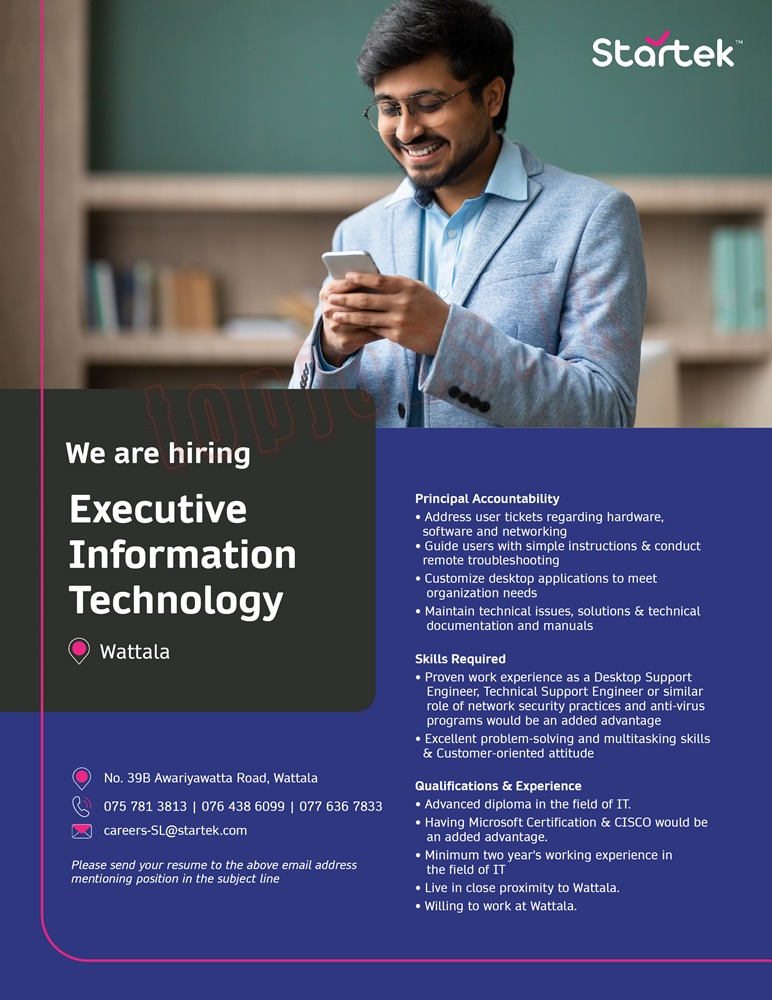 Startek™
We are hiring
Executive
Information
Technology
Wattala
No. 39B Awariyawatta Road, Wattala
075 781 3813 | 076 438 6099 | 077 636 7833
careers-SL@startek.com
Please send your resume to the above email address
mentioning position in the subject line
Principal Accountability
• Address user tickets regarding hardware,
software and networking
• Guide users with simple instructions & conduct
remote troubleshooting
• Customize desktop applications to meet
organization needs
• Maintain technical issues, solutions & technical
documentation and manuals
Skills Required
• Proven work experience as a Desktop Support
Engineer, Technical Support Engineer or similar
role of network security practices and anti-virus
programs would be an added advantage
• Excellent problem-solving and multitasking skills
& Customer-oriented attitude
Qualifications & Experience
• Advanced diploma in the field of IT.
• Having Microsoft Certification & CISCO would be
an added advantage.
• Minimum two year's working experience in
the field of IT
• Live in close proximity to Wattala.
• Willing to work at Wattala.